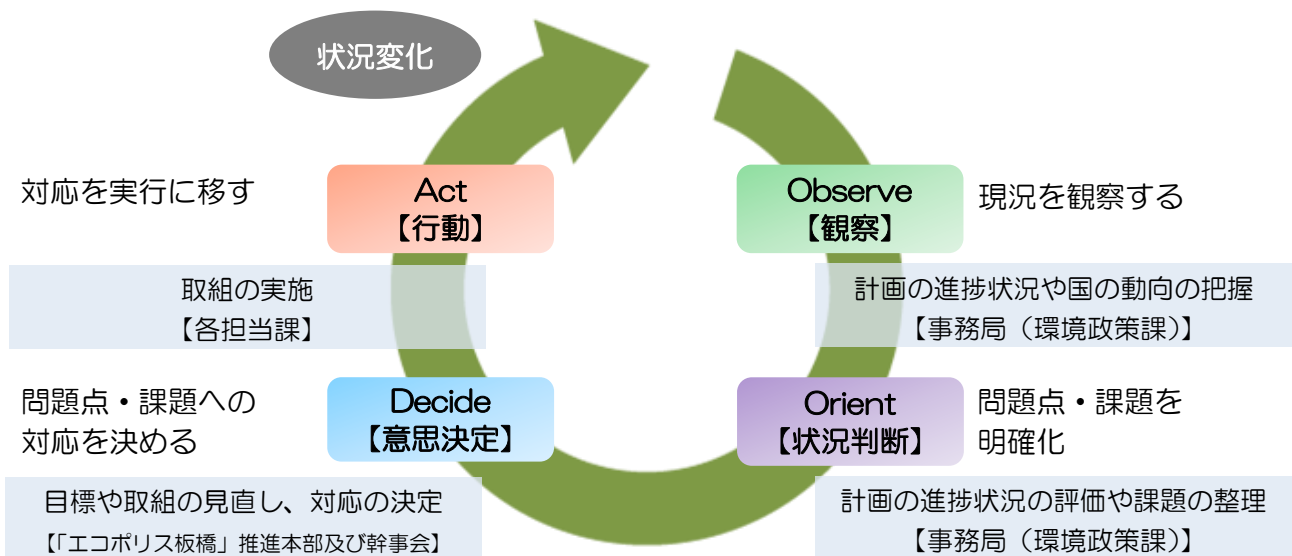 状況変化
対応を実行に移す
Act
【行動】
取組の実施
【各担当課】
Observe
【観察】
現況を観察する
計画の進捗状況や国の動向の把握
【事務局（環境政策課）】
問題点・課題への
対応を決める
Decide
【意思決定】
目標や取組の見直し、対応の決定
【「エコポリス板橋」推進本部及び幹事会】
Orient
【状況判断】
問題点・課題を
明確化
計画の進捗状況の評価や課題の整理
【事務局（環境政策課）】